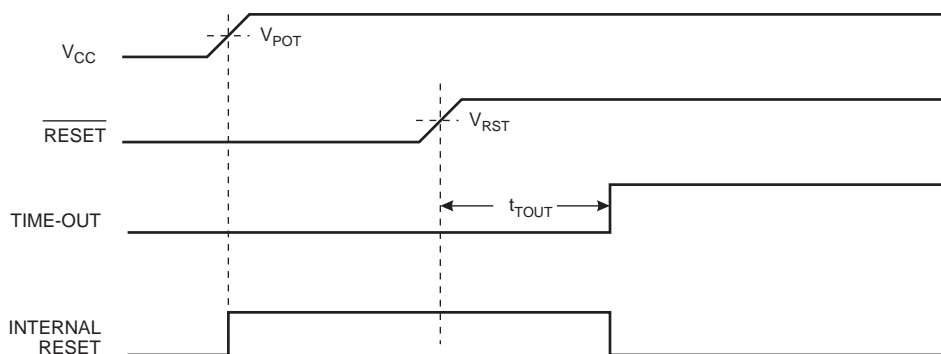 V_CC
V_POT
RESET
V_RST
TIME-OUT
t_TOUT
INTERNAL
RESET